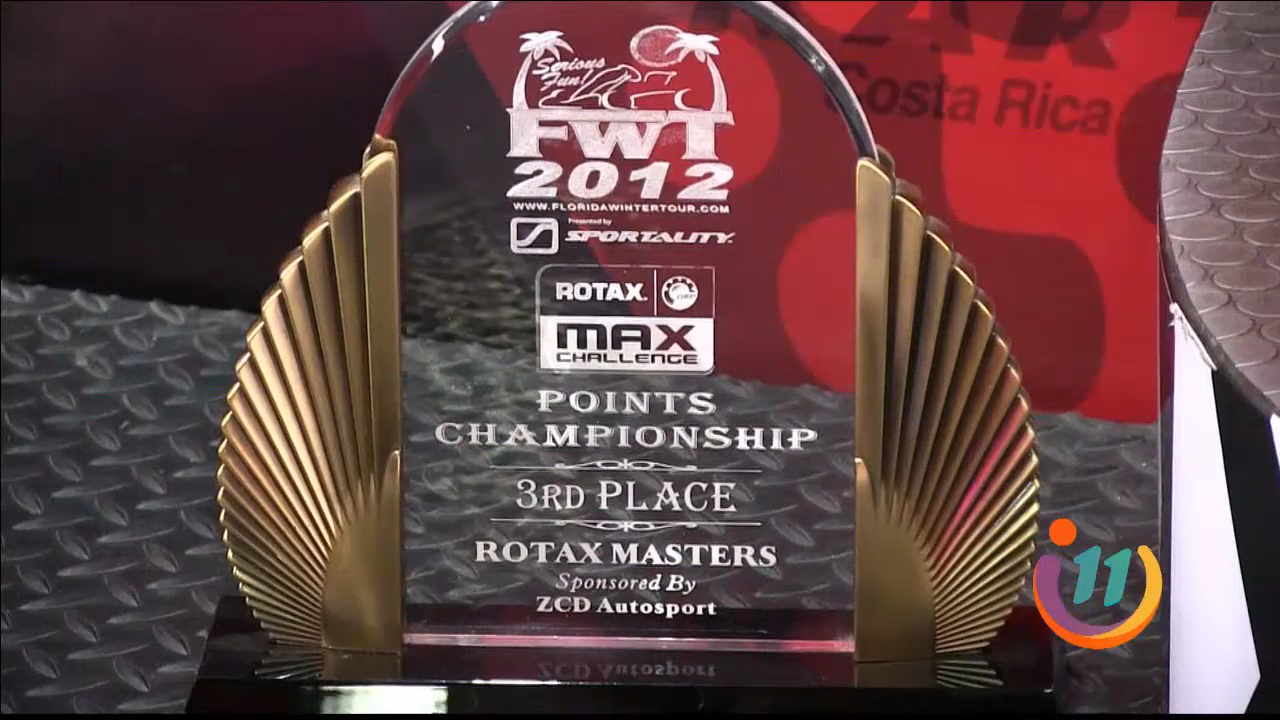 Serious
Fun!
FWT
2012
WWW.FLORIDAWINTERTOUR.COM
Presented by
SPORTALITY
ROTAX
BRP
MAX
CHALLENGE
POINTS
CHAMPIONSHIP
3RD PLACE
ROTAX MASTERS
Sponsored By
ZCD Autosport
Costa Rica
11